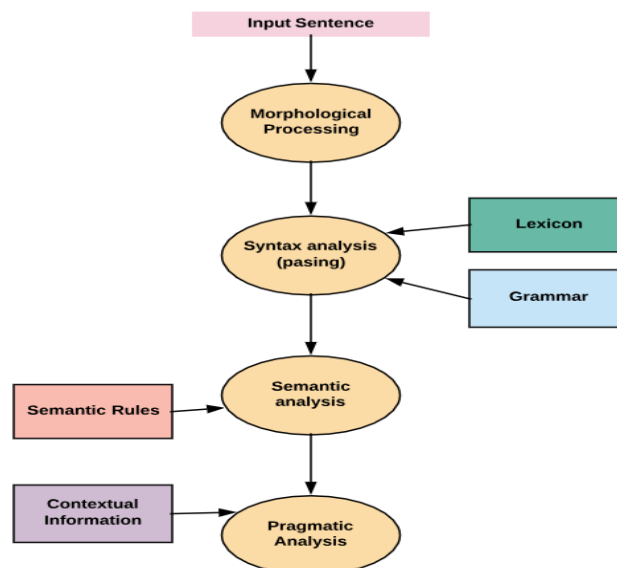 Input Sentence
Morphological
Processing
Lexicon
Syntax analysis
(pasing)
Grammar
Semantic
analysis
Semantic Rules
Contextual
Information
Pragmatic
Analysis